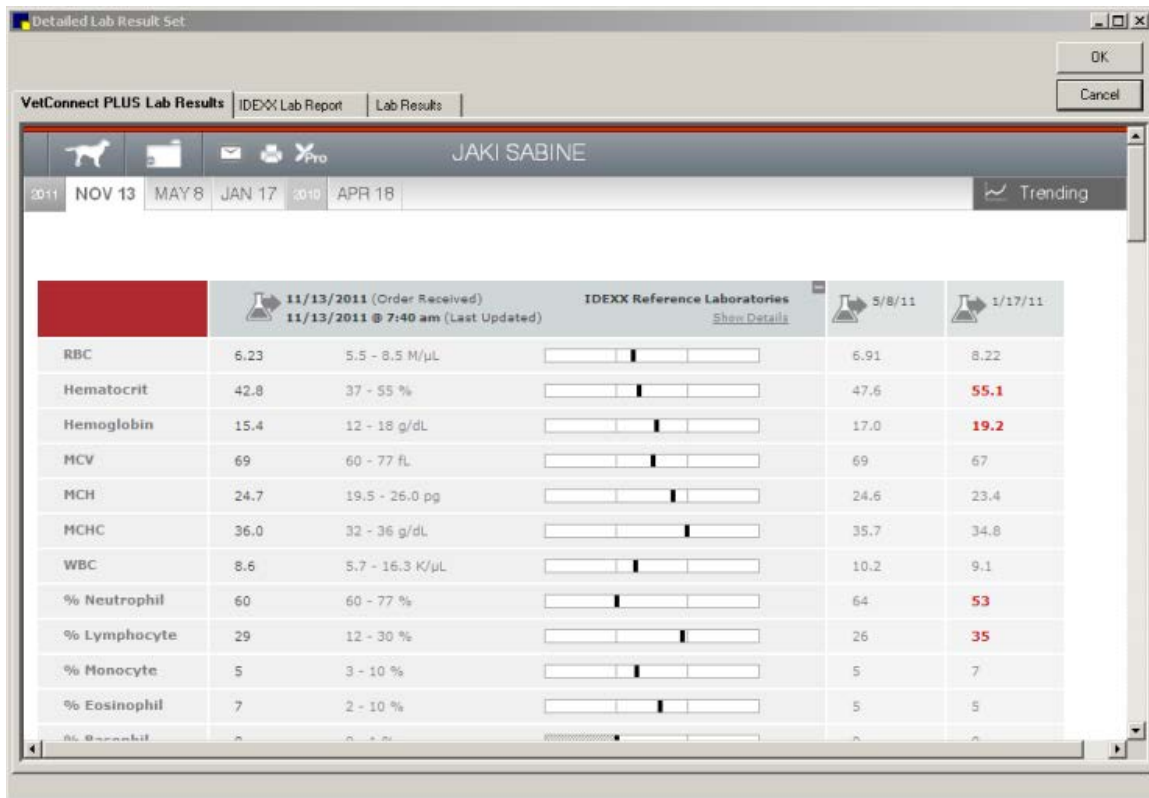 Detailed Lab Result Set
OK
Cancel
VetConnect PLUS Lab Results IDEXX Lab Report Lab Results
Pro JAKI SABINE
2011 NOV 13 MAY 8 JAN 17 2010 APR 18 Trending
11/13/2011 (Order Received) IDEXX Reference Laboratories 5/8/11 1/17/11
11/13/2011 @ 7:40 am (Last Updated) Show Details
RBC 6.23 5.5 - 8.5 M/µL 6.91 8.22
Hematocrit 42.8 37 - 55 % 47.6 55.1
Hemoglobin 15.4 12 - 18 g/dL 17.0 19.2
MCV 69 60 - 77 fL 69 67
MCH 24.7 19.5 - 26.0 pg 24.6 23.4
MCHC 36.0 32 - 36 g/dL 35.7 34.8
WBC 8.6 5.7 - 16.3 K/µL 10.2 9.1
% Neutrophil 60 60 - 77 % 64 53
% Lymphocyte 29 12 - 30 % 26 35
% Monocyte 5 3 - 10 % 5 7
% Eosinophil 7 2 - 10 % 5 5
% Basophil